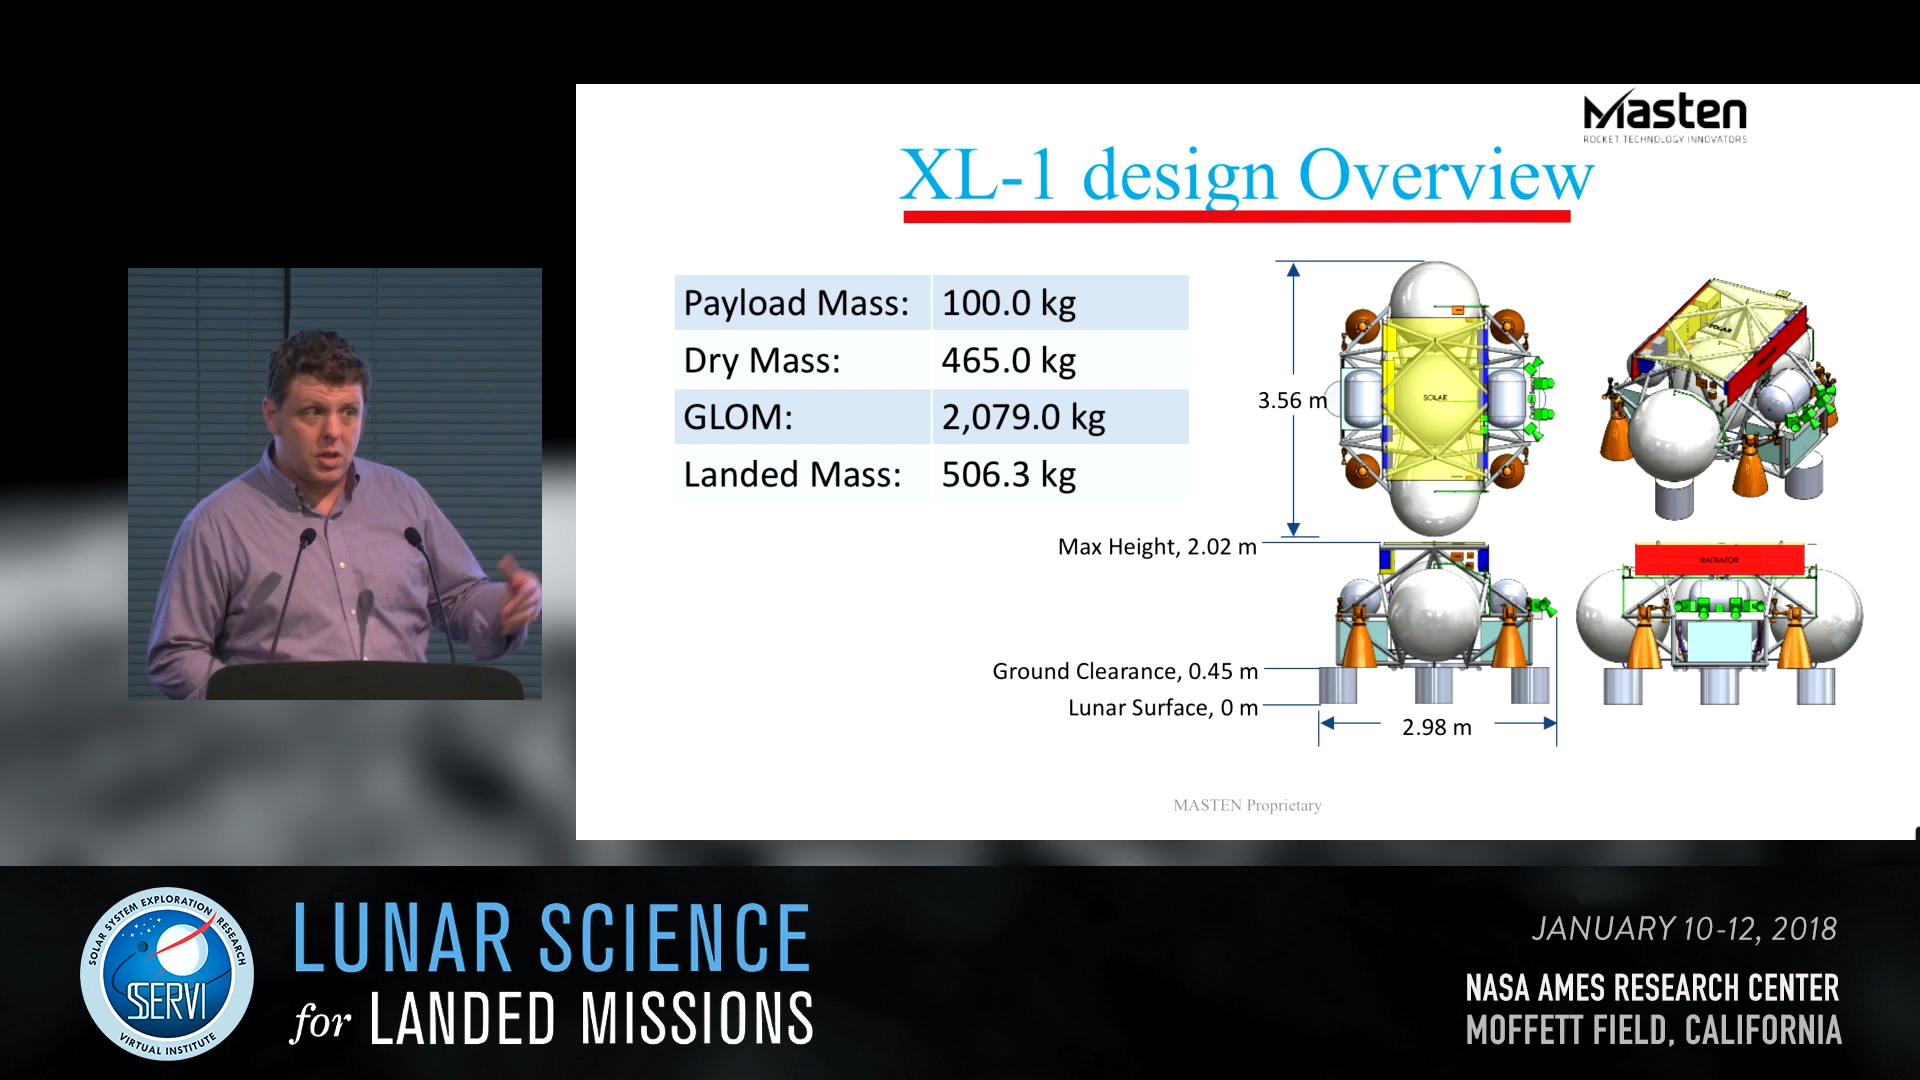 Masten
ROCKET TECHNOLOGY INNOVATORS
XL-1 design Overview
Payload Mass: 100.0 kg
Dry Mass: 465.0 kg
GLOM: 2,079.0 kg
Landed Mass: 506.3 kg
3.56 m
SOLAR
SOLAR
Max Height, 2.02 m
RADIATOR
Ground Clearance, 0.45 m
Lunar Surface, 0 m
2.98 m
MASTEN Proprietary
SOLAR SYSTEM EXPLORATION RESEARCH
SSERVI
VIRTUAL INSTITUTE
LUNAR SCIENCE
for LANDED MISSIONS
JANUARY 10-12, 2018
NASA AMES RESEARCH CENTER
MOFFETT FIELD, CALIFORNIA